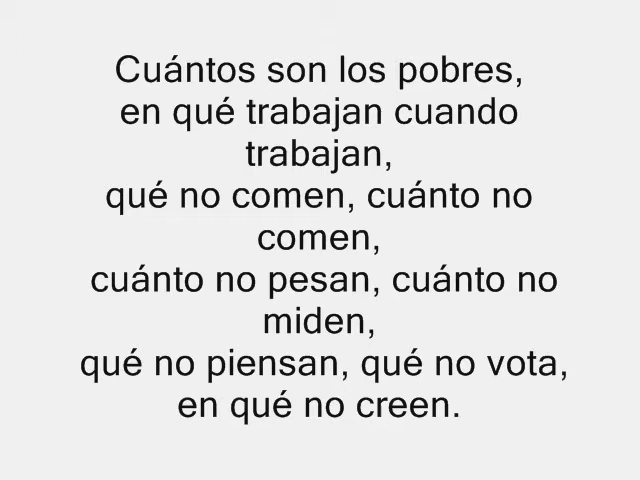 Cuántos son los pobres,
en qué trabajan cuando
trabajan,
qué no comen, cuánto no
comen,
cuánto no pesan, cuánto no
miden,
qué no piensan, qué no vota,
en qué no creen.